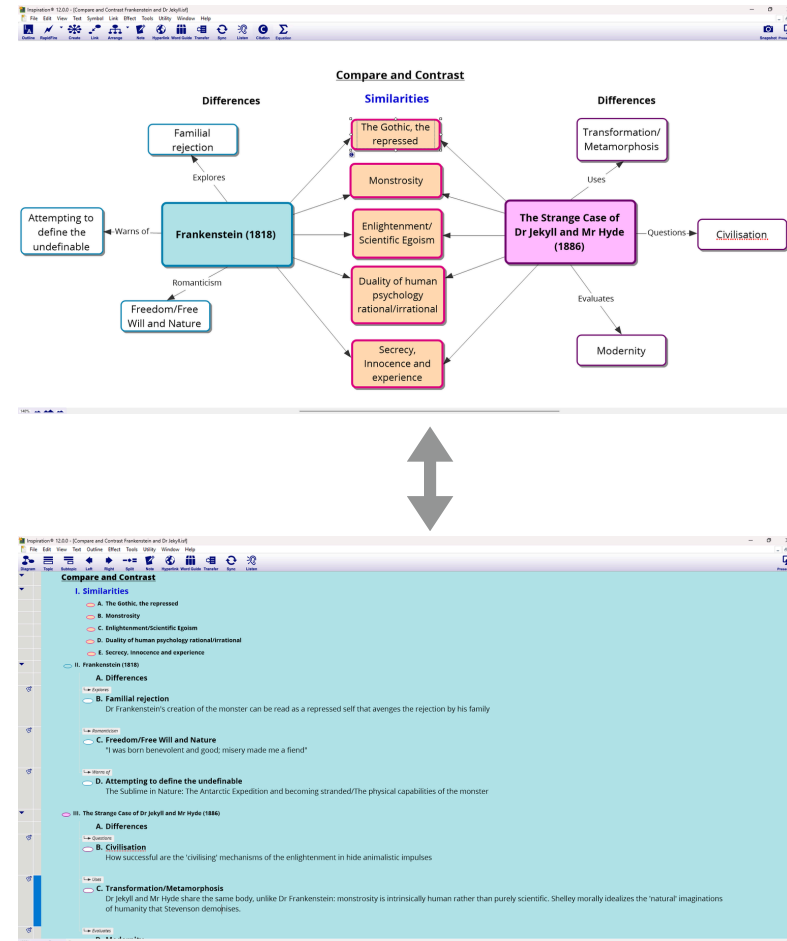 Inspiration® 12.0.0 - [Compare and Contrast Frankenstein and Dr Jekyll.isf]
File Edit View Text Symbol Link Effect Tools Utility Window Help
Outline RapidFire Create Link Arrange Note Hyperlink Word Guide Transfer Sync Listen Citation Equation Snapshot
Compare and Contrast
Differences
Similarities
Differences
Familial
rejection
The Gothic, the
repressed
Transformation/
Metamorphosis
Explores
Monstrosity
Uses
Attempting to
define the
undefinable
Warns of
Frankenstein (1818)
Enlightenment/
Scientific Egoism
The Strange Case of
Dr Jekyll and Mr Hyde
(1886)
Questions
Civilisation
Romanticism
Duality of human
psychology
rational/irrational
Freedom/Free
Will and Nature
Evaluates
Secrecy,
Innocence and
experience
Modernity
Inspiration® 12.0.0 - [Compare and Contrast Frankenstein and Dr Jekyll.isf]
File Edit View Text Outline Effect Tools Utility Window Help
Diagram Topic Subtopic Left Right Split Note Hyperlink Word Guide Transfer Sync Listen
Compare and Contrast
I. Similarities
A. The Gothic, the repressed
B. Monstrosity
C. Enlightenment/Scientific Egoism
D. Duality of human psychology rational/irrational
E. Secrecy, Innocence and experience
II. Frankenstein (1818)
A. Differences
Explores
B. Familial rejection
Dr Frankenstein's creation of the monster can be read as a repressed self that avenges the rejection by his family
Romanticism
C. Freedom/Free Will and Nature
"I was born benevolent and good; misery made me a fiend"
Warns of
D. Attempting to define the undefinable
The Sublime in Nature: The Antarctic Expedition and becoming stranded/The physical capabilities of the monster
III. The Strange Case of Dr Jekyll and Mr Hyde (1886)
A. Differences
Questions
B. Civilisation
How successful are the 'civilising' mechanisms of the enlightenment in hide animalistic impulses
Uses
C. Transformation/Metamorphosis
Dr Jekyll and Mr Hyde share the same body, unlike Dr Frankenstein: monstrosity is intrinsically human rather than purely scientific. Shelley morally idealizes the 'natural' imaginations
of humanity that Stevenson demonises.
Evaluates
D. Modernity